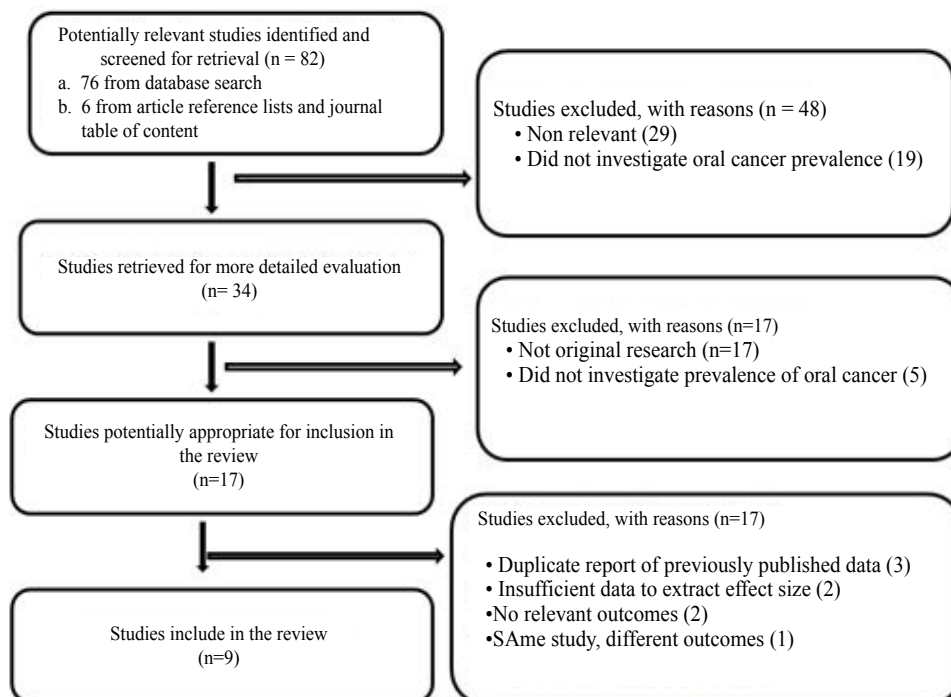 Potentially relevant studies identified and
screened for retrieval (n = 82)
a. 76 from database search
b. 6 from article reference lists and journal
table of content
Studies excluded, with reasons (n = 48)
• Non relevant (29)
• Did not investigate oral cancer prevalence (19)
Studies retrieved for more detailed evaluation
(n= 34)
Studies excluded, with reasons (n=17)
• Not original research (n=17)
• Did not investigate prevalence of oral cancer (5)
Studies potentially appropriate for inclusion in
the review
(n=17)
Studies excluded, with reasons (n=17)
• Duplicate report of previously published data (3)
• Insufficient data to extract effect size (2)
•No relevant outcomes (2)
•SAme study, different outcomes (1)
Studies include in the review
(n=9)